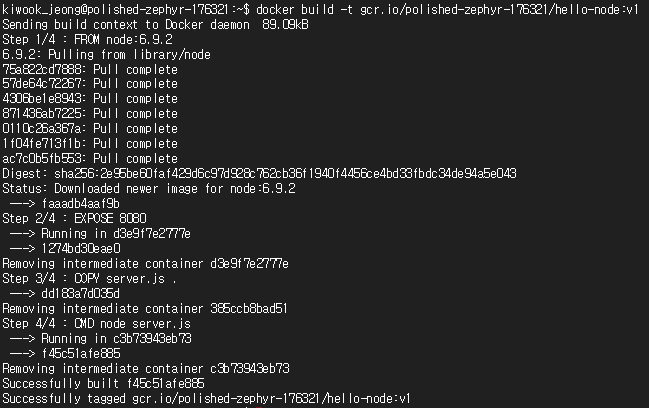 kiwook_jeong@polished-zephyr-176321:~$ docker build -t gcr.io/polished-zephyr-176321/hello-node:v1
Sending build context to Docker daemon  89.09kB
Step 1/4 : FROM node:6.9.2
6.9.2: Pulling from library/node
75a822cd7888: Pull complete
57de64c72267: Pull complete
4306be1e8943: Pull complete
871436ab7225: Pull complete
0110c26a367a: Pull complete
1f04fe713f1b: Pull complete
ac7c0b5fb553: Pull complete
Digest: sha256:2e95be60faf429d6c97d928c762cb36f1940f4456ce4bd33fbdc34de94a5e043
Status: Downloaded newer image for node:6.9.2
 ---> faaadb4aaf9b
Step 2/4 : EXPOSE 8080
 ---> Running in d3e9f7e2777e
 ---> 1274bd30eae0
Removing intermediate container d3e9f7e2777e
Step 3/4 : COPY server.js .
 ---> dd183a7d035d
Removing intermediate container 385ccb8bad51
Step 4/4 : CMD node server.js
 ---> Running in c3b73943eb73
 ---> f45c51afe885
Removing intermediate container c3b73943eb73
Successfully built f45c51afe885
Successfully tagged gcr.io/polished-zephyr-176321/hello-node:v1